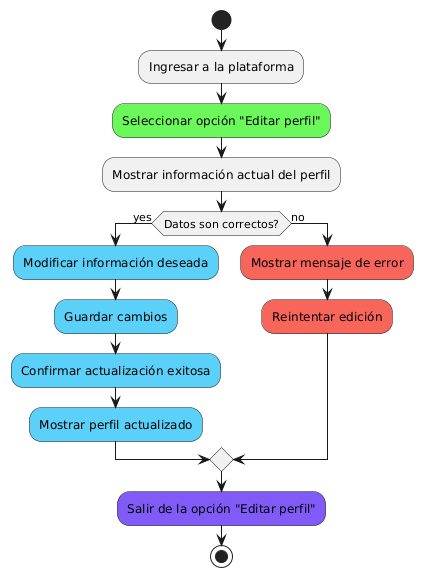 Ingresar a la plataforma
Seleccionar opción "Editar perfil"
Mostrar información actual del perfil
Datos son correctos?
yes
no
Modificar información deseada
Mostrar mensaje de error
Guardar cambios
Reintentar edición
Confirmar actualización exitosa
Mostrar perfil actualizado
Salir de la opción "Editar perfil"